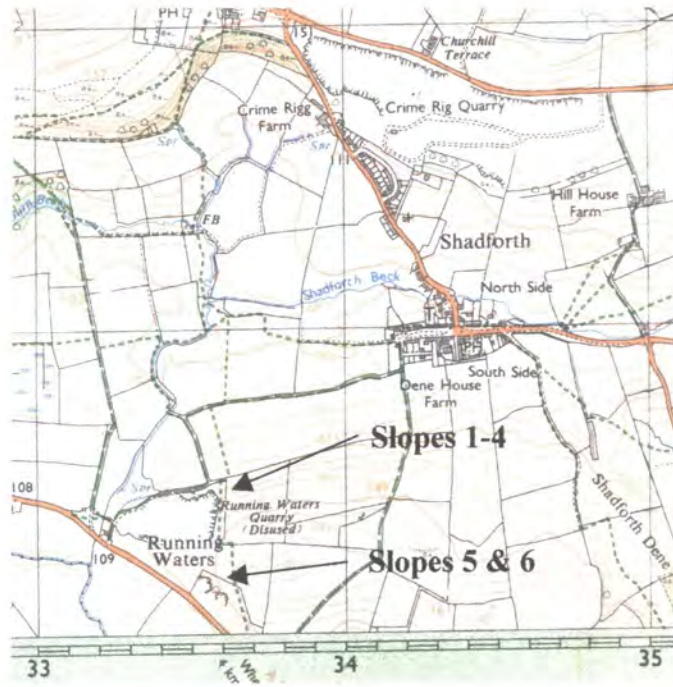 PH
15
Churchill
Terrace
Crime Rigg
Farm
Crime Rig Quarry
Spr
Spr
111
Hill House
Farm
FB
Shadforth
Shadforth Beck
North Side
South Side
Dene House
Farm
Slopes 1-4
108
Spr
Running Waters
Quarry
(Disused)
Running
Waters
109
Slopes 5 & 6
Shadforth Dene
33
34
35